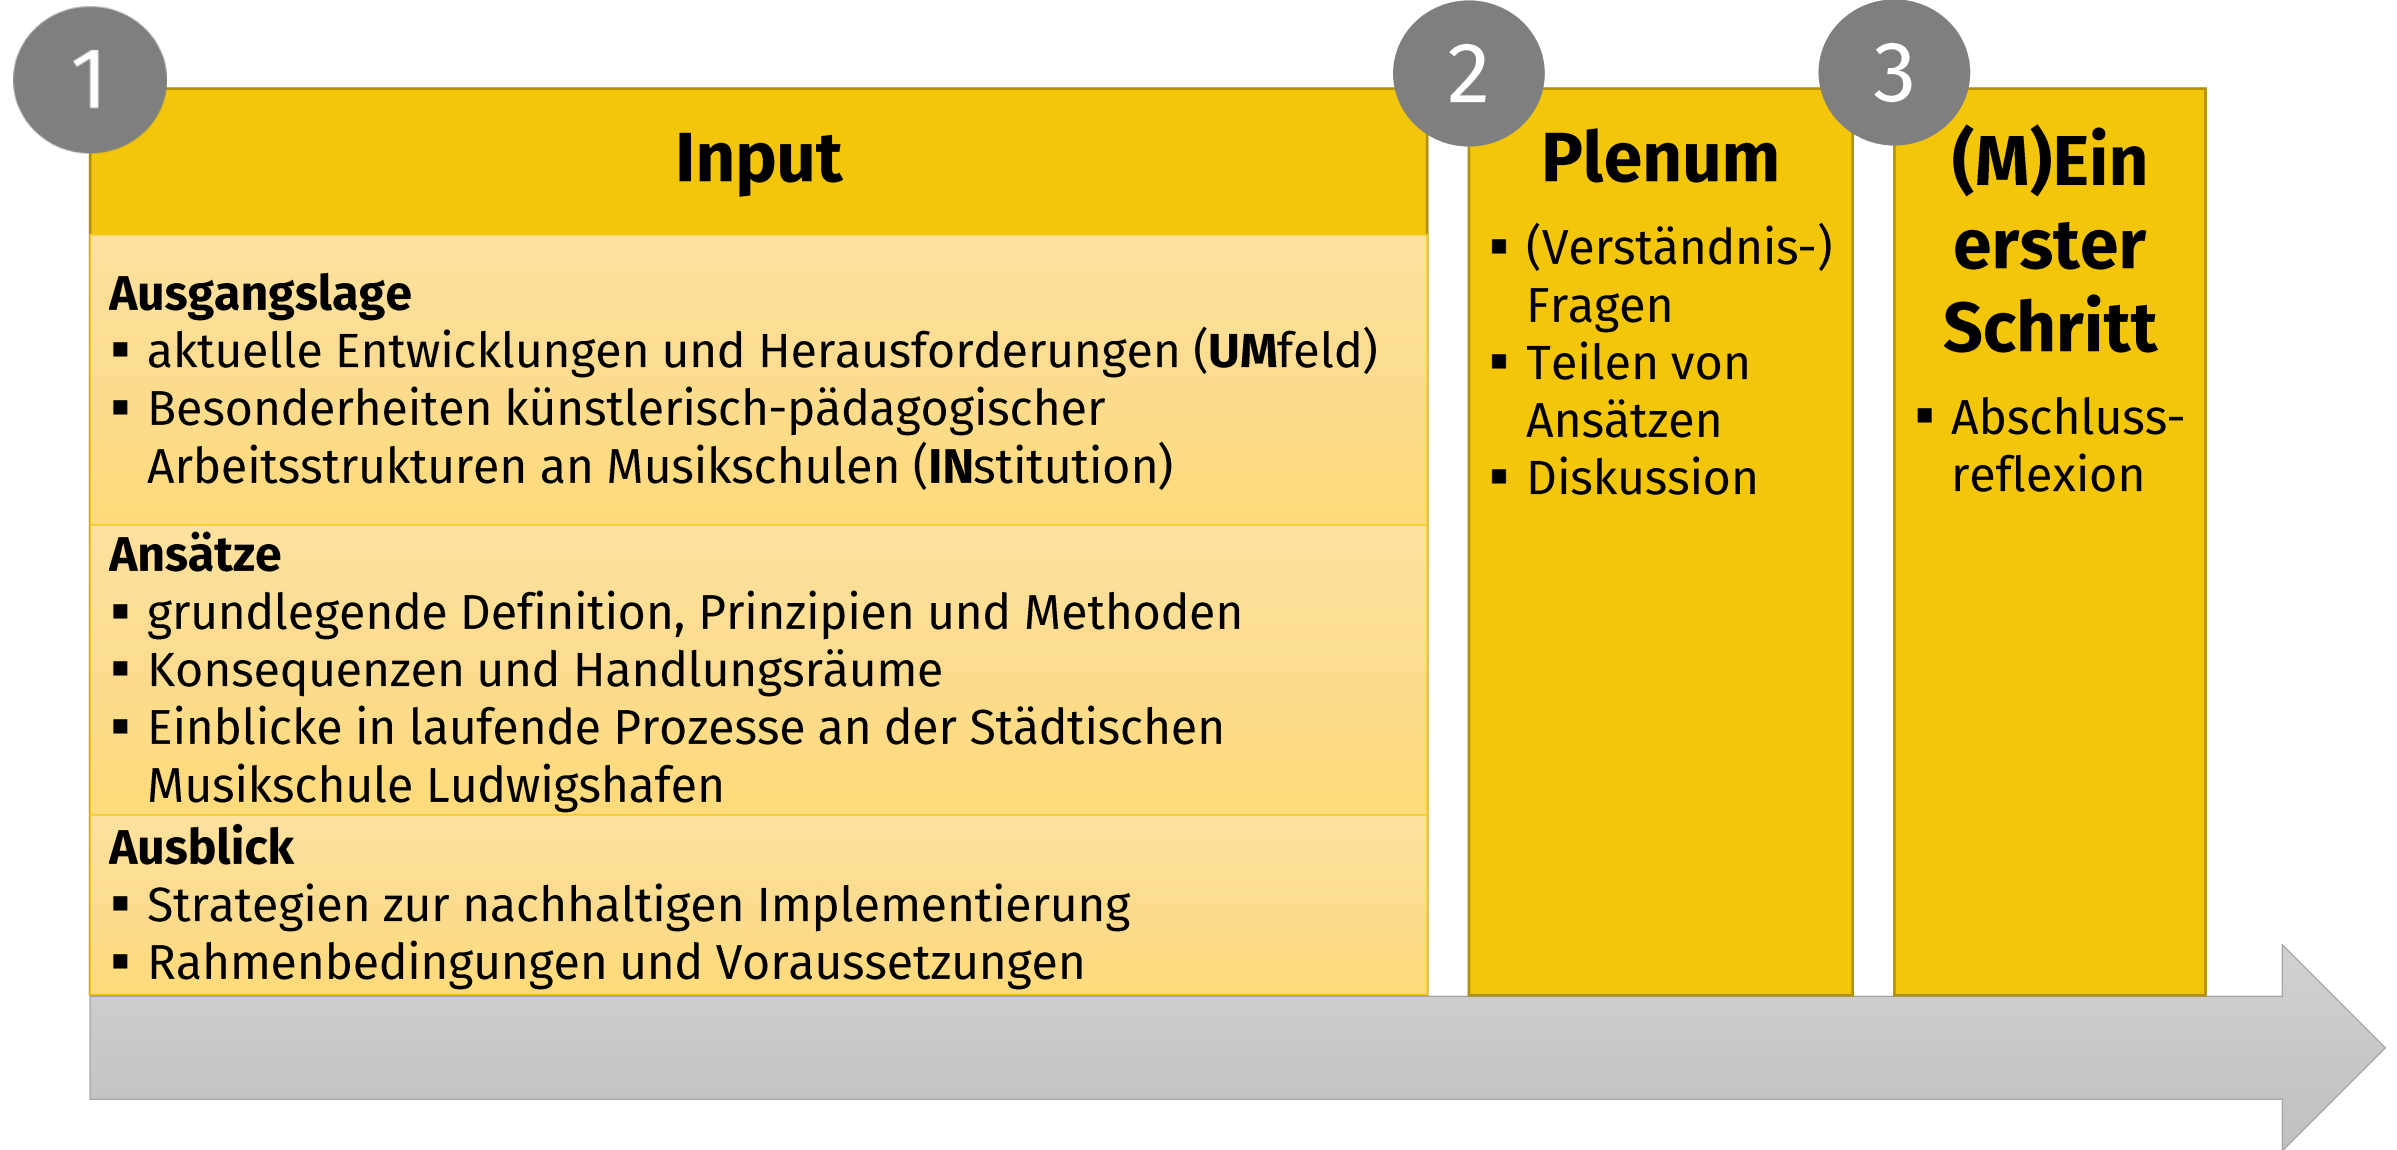 1
Input
Ausgangslage
▪ aktuelle Entwicklungen und Herausforderungen (UMfeld)
▪ Besonderheiten künstlerisch-pädagogischer
Arbeitsstrukturen an Musikschulen (INstitution)
Ansätze
▪ grundlegende Definition, Prinzipien und Methoden
▪ Konsequenzen und Handlungsräume
▪ Einblicke in laufende Prozesse an der Städtischen
Musikschule Ludwigshafen
Ausblick
▪ Strategien zur nachhaltigen Implementierung
▪ Rahmenbedingungen und Voraussetzungen
2
Plenum
▪ (Verständnis-)
Fragen
▪ Teilen von
Ansätzen
▪ Diskussion
3
(M)Ein
erster
Schritt
▪ Abschluss-
reflexion